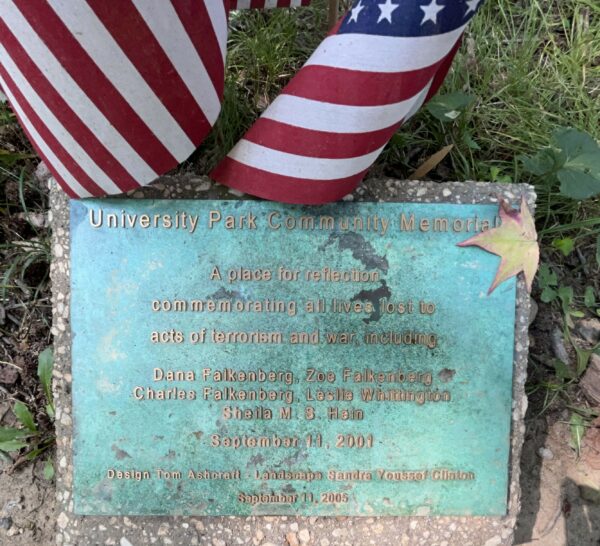 University Park Community Memorial
A place for reflection
commemorating all lives lost to
acts of terrorism and war, including
Dana Falkenberg, Zoe Falkenberg
Charles Falkenberg, Leslie Whittington
Sheila M. S. Hein
September 11, 2001
Design Tom Ashcraft - Landscape Sandra Youssef Clinton
September 11, 2005